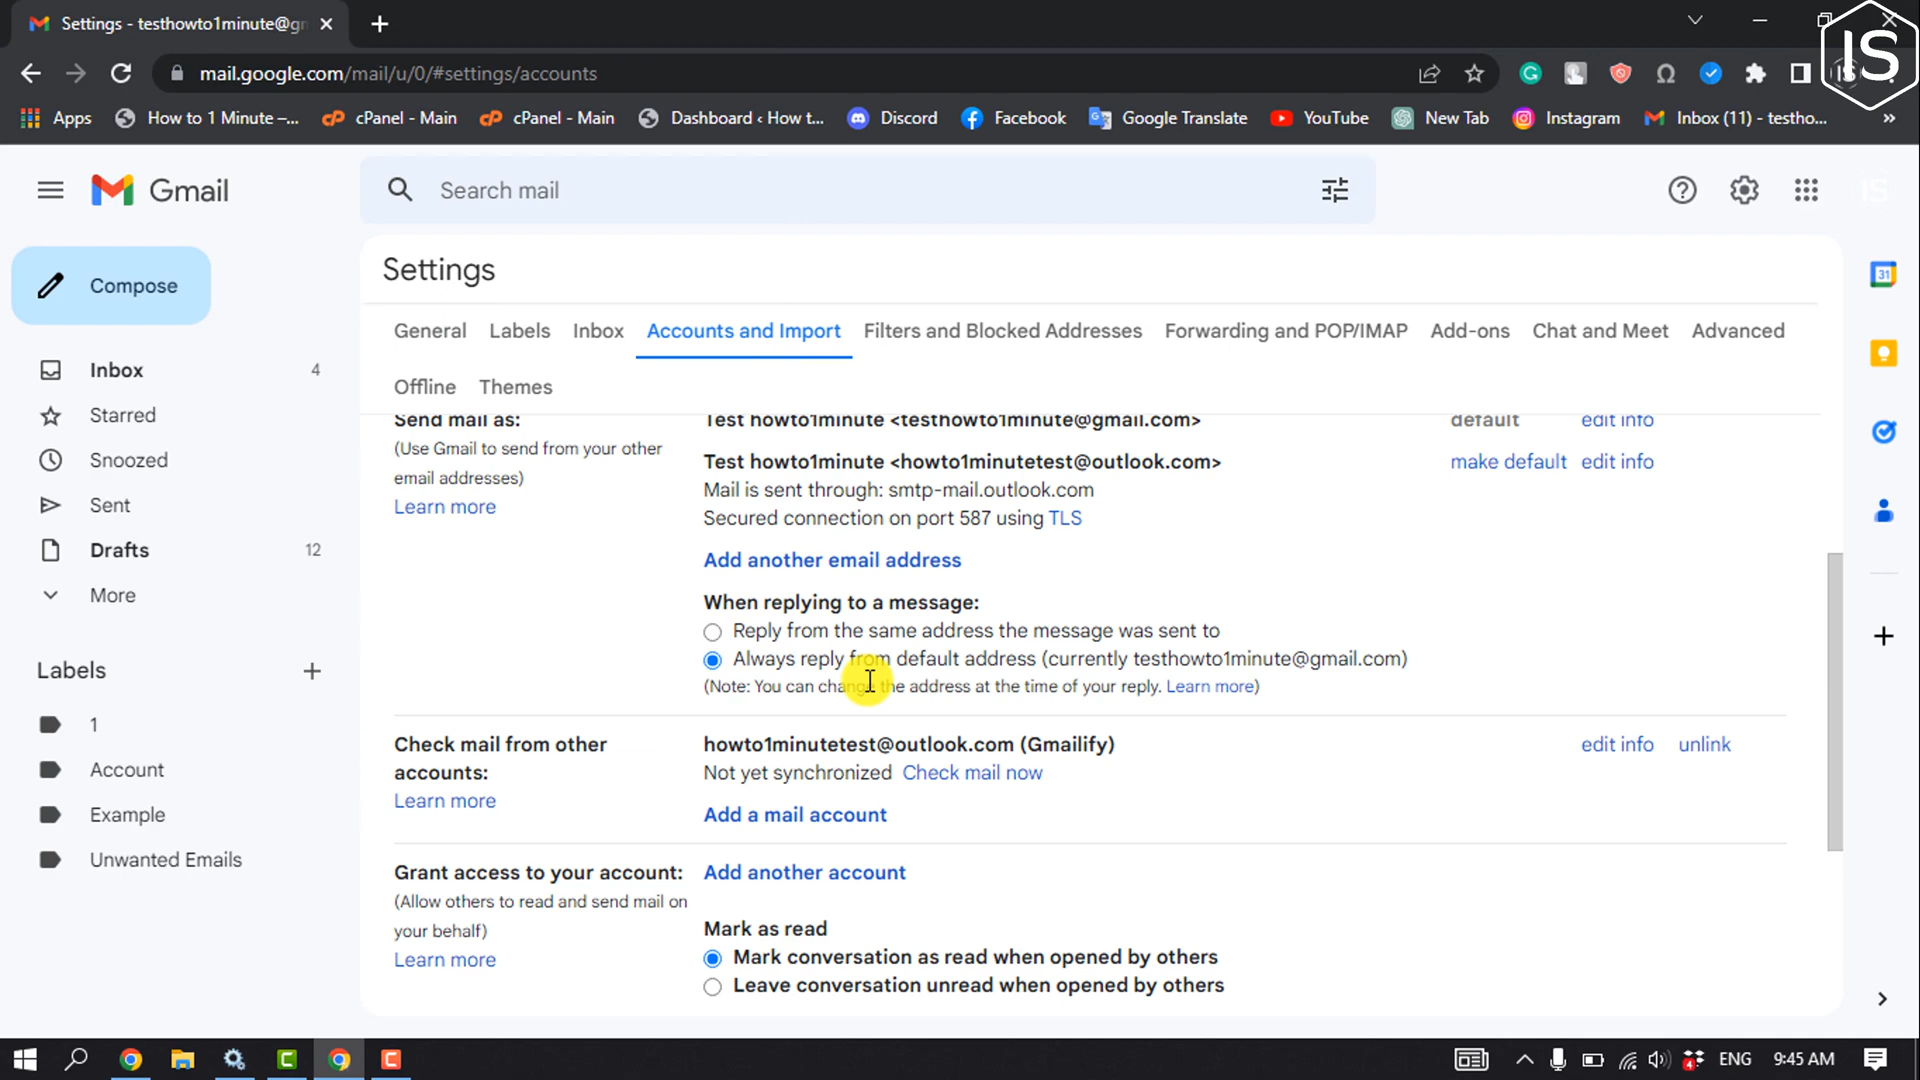 Settings - testhowto1minute@gm
mail.google.com/mail/u/0/#settings/accounts
IS
Apps How to 1 Minute –... cPanel - Main cPanel - Main Dashboard ‹ How t... Discord Facebook Google Translate YouTube New Tab Instagram Inbox (11) - testho... »
Gmail
Search mail
IS
Compose
Inbox 4
Starred
Snoozed
Sent
Drafts 12
More
Labels
1
Account
Example
Unwanted Emails
Settings
General Labels Inbox Accounts and Import Filters and Blocked Addresses Forwarding and POP/IMAP Add-ons Chat and Meet Advanced
Offline Themes
Send mail as:
(Use Gmail to send from your other
email addresses)
Learn more
Test howto1minute <testhowto1minute@gmail.com> default edit info
Test howto1minute <howto1minutetest@outlook.com> make default edit info
Mail is sent through: smtp-mail.outlook.com
Secured connection on port 587 using TLS
Add another email address
When replying to a message:
Reply from the same address the message was sent to
Always reply from default address (currently testhowto1minute@gmail.com)
(Note: You can change the address at the time of your reply. Learn more)
Check mail from other
accounts:
Learn more
howto1minutetest@outlook.com (Gmailify) edit info unlink
Not yet synchronized Check mail now
Add a mail account
Grant access to your account:
(Allow others to read and send mail on
your behalf)
Learn more
Add another account
Mark as read
Mark conversation as read when opened by others
Leave conversation unread when opened by others
31
4 ENG 9:45 AM